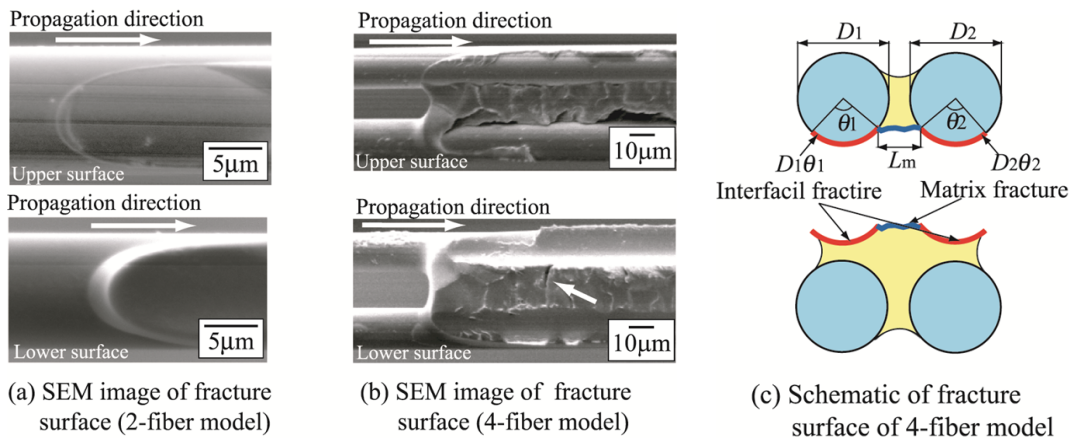 Propagation direction
Upper surface
5μm
Propagation direction
Lower surface
5μm
(a) SEM image of fracture
surface (2-fiber model)
Propagation direction
Upper surface
10μm
Propagation direction
Lower surface
10μm
(b) SEM image of fracture
surface (4-fiber model)
D1
D2
θ1
θ2
D1θ1
Lm
D2θ2
Interfacil fractire
Matrix fracture
(c) Schematic of fracture
surface of 4-fiber model